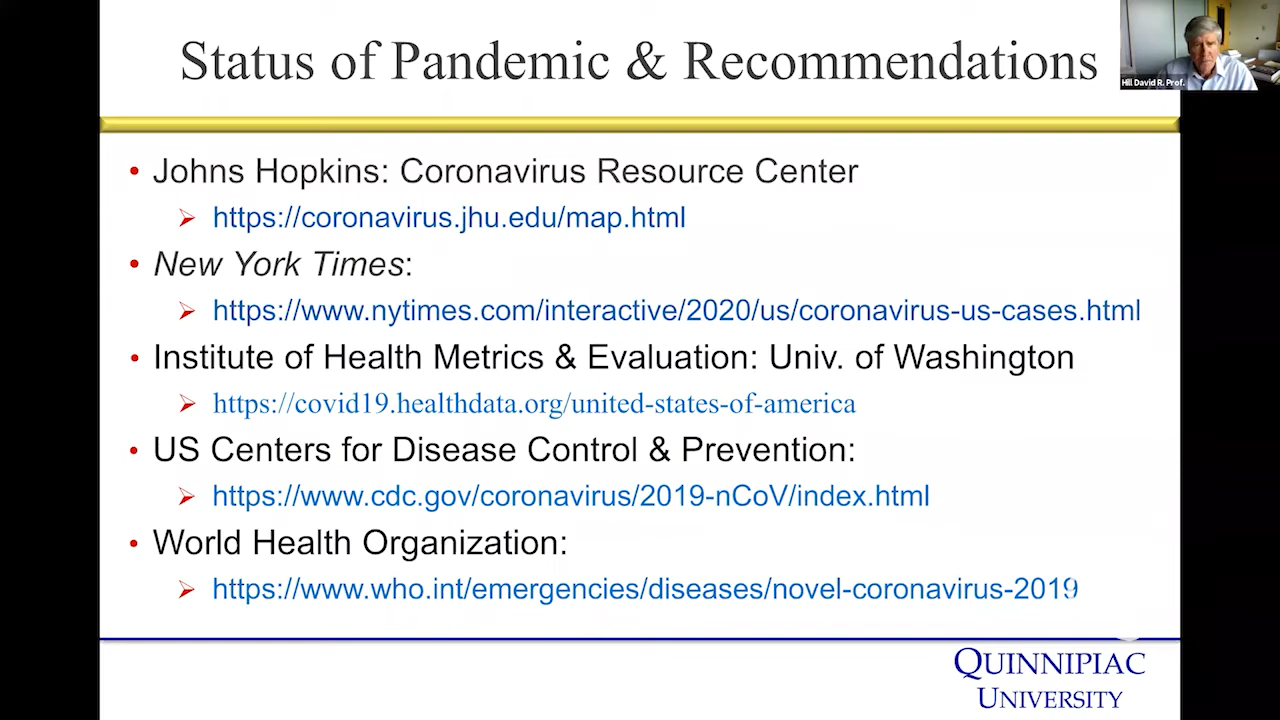 Status of Pandemic & Recommendations
Hill David R. Prof.
• Johns Hopkins: Coronavirus Resource Center
➢ https://coronavirus.jhu.edu/map.html
• New York Times:
➢ https://www.nytimes.com/interactive/2020/us/coronavirus-us-cases.html
• Institute of Health Metrics & Evaluation: Univ. of Washington
➢ https://covid19.healthdata.org/united-states-of-america
• US Centers for Disease Control & Prevention:
➢ https://www.cdc.gov/coronavirus/2019-nCoV/index.html
• World Health Organization:
➢ https://www.who.int/emergencies/diseases/novel-coronavirus-2019
QUINNIPIAC
UNIVERSITY